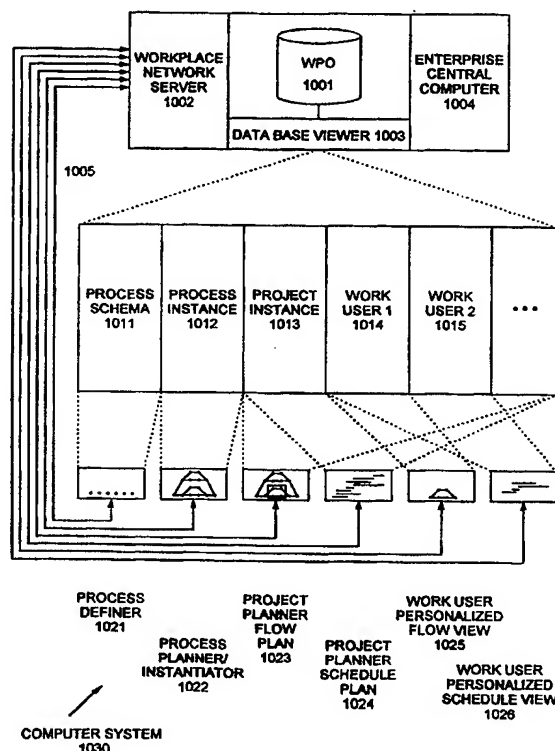 WORKPLACE
NETWORK
SERVER
1002
WPO
1001
DATA BASE VIEWER 1003
ENTERPRISE
CENTRAL
COMPUTER
1004
1005
PROCESS
SCHEMA
1011
PROCESS
INSTANCE
1012
PROJECT
INSTANCE
1013
WORK
USER 1
1014
WORK
USER 2
1015
•••
PROCESS
DEFINER
1021
PROCESS
PLANNER/
INSTANTIATOR
1022
PROJECT
PLANNER
FLOW
PLAN
1023
PROJECT
PLANNER
SCHEDULE
PLAN
1024
WORK USER
PERSONALIZED
FLOW VIEW
1025
WORK USER
PERSONALIZED
SCHEDULE VIEW
1026
COMPUTER SYSTEM
1030